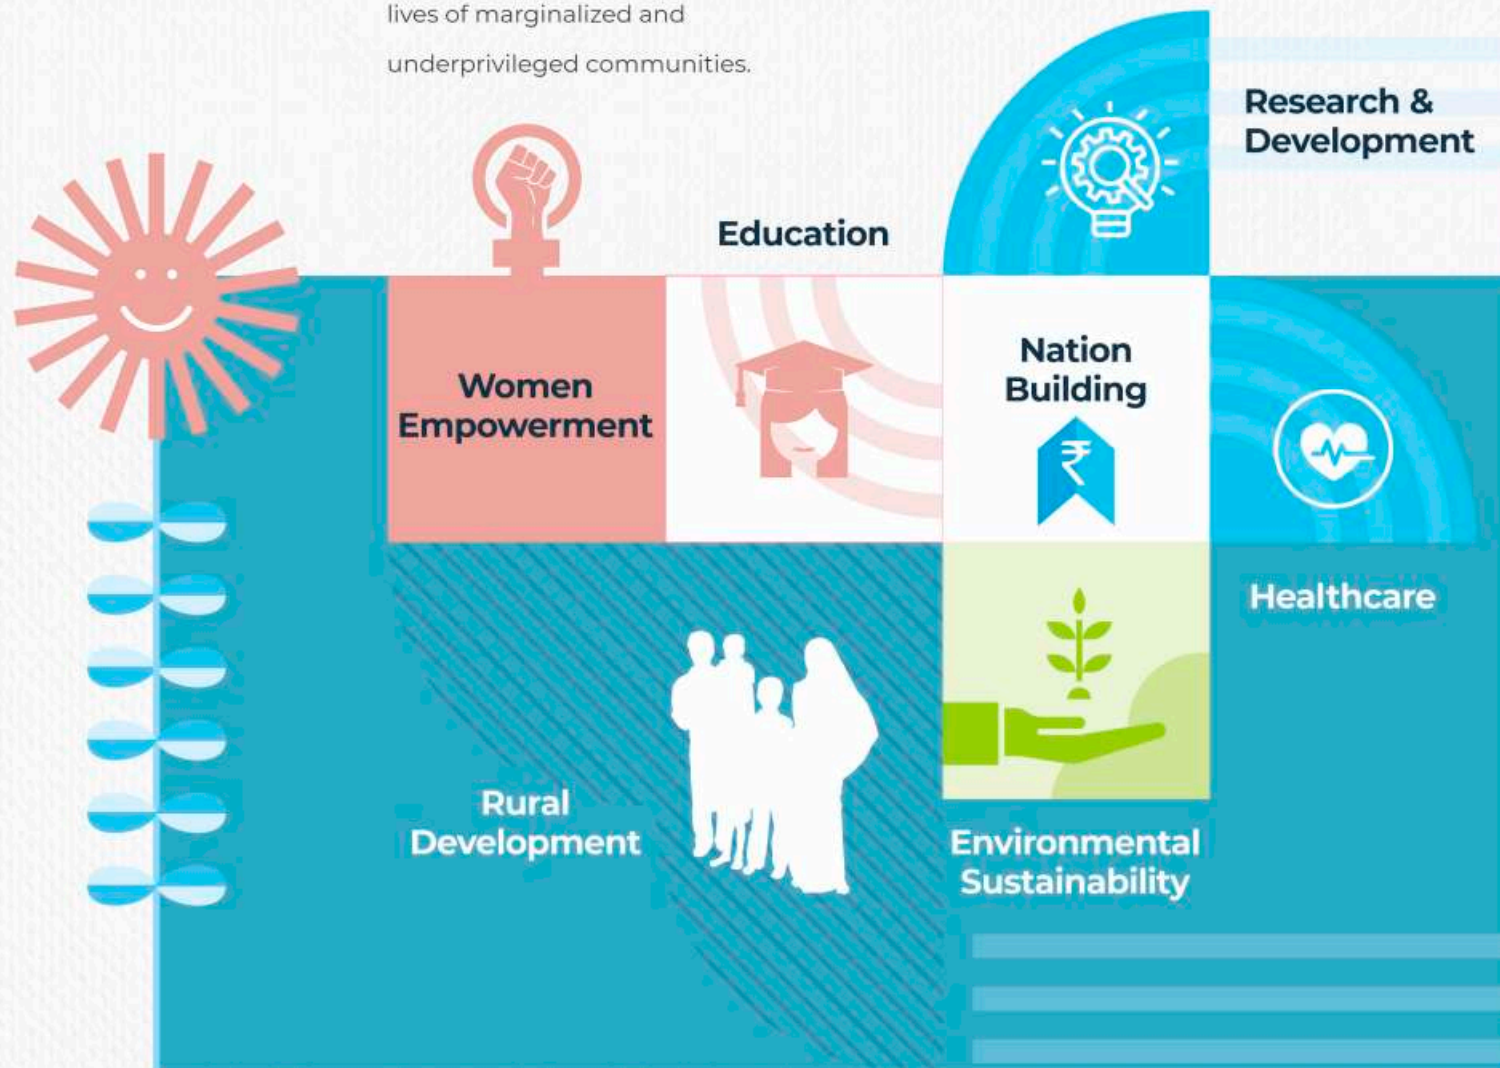 lives of marginalized and
underprivileged communities.
Research &
Development
Education
Women
Empowerment
Nation
Building
₹
Healthcare
Rural
Development
Environmental
Sustainability